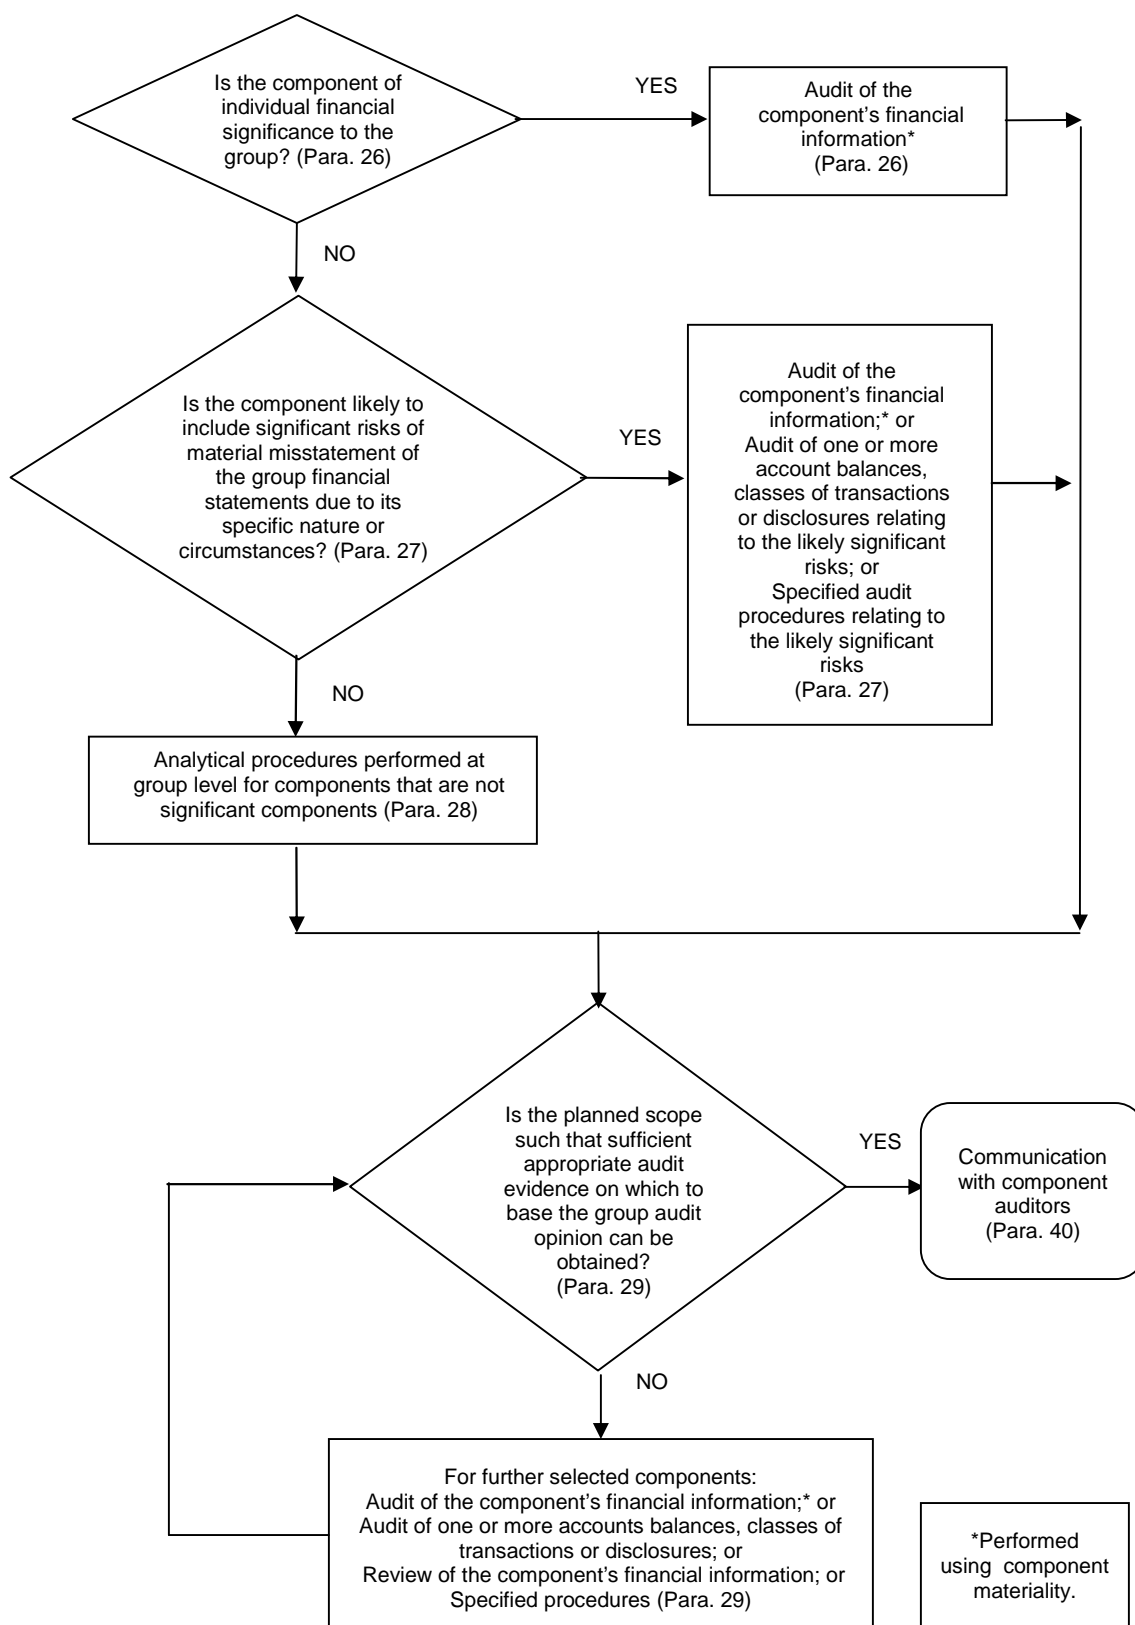 Is the component of
individual financial
significance to the
group? (Para. 26)
YES
Audit of the
component's financial
information*
(Para. 26)
NO
Is the component likely to
include significant risks of
material misstatement of
the group financial
statements due to its
specific nature or
circumstances? (Para. 27)
YES
Audit of the
component's financial
information;* or
Audit of one or more
account balances,
classes of transactions
or disclosures relating
to the likely significant
risks; or
Specified audit
procedures relating to
the likely significant
risks
(Para. 27)
NO
Analytical procedures performed at
group level for components that are not
significant components (Para. 28)
Is the planned scope
such that sufficient
appropriate audit
evidence on which to
base the group audit
opinion can be
obtained?
(Para. 29)
YES
Communication
with component
auditors
(Para. 40)
NO
For further selected components:
Audit of the component's financial information;* or
Audit of one or more accounts balances, classes of
transactions or disclosures; or
Review of the component's financial information; or
Specified procedures (Para. 29)
*Performed
using component
materiality.